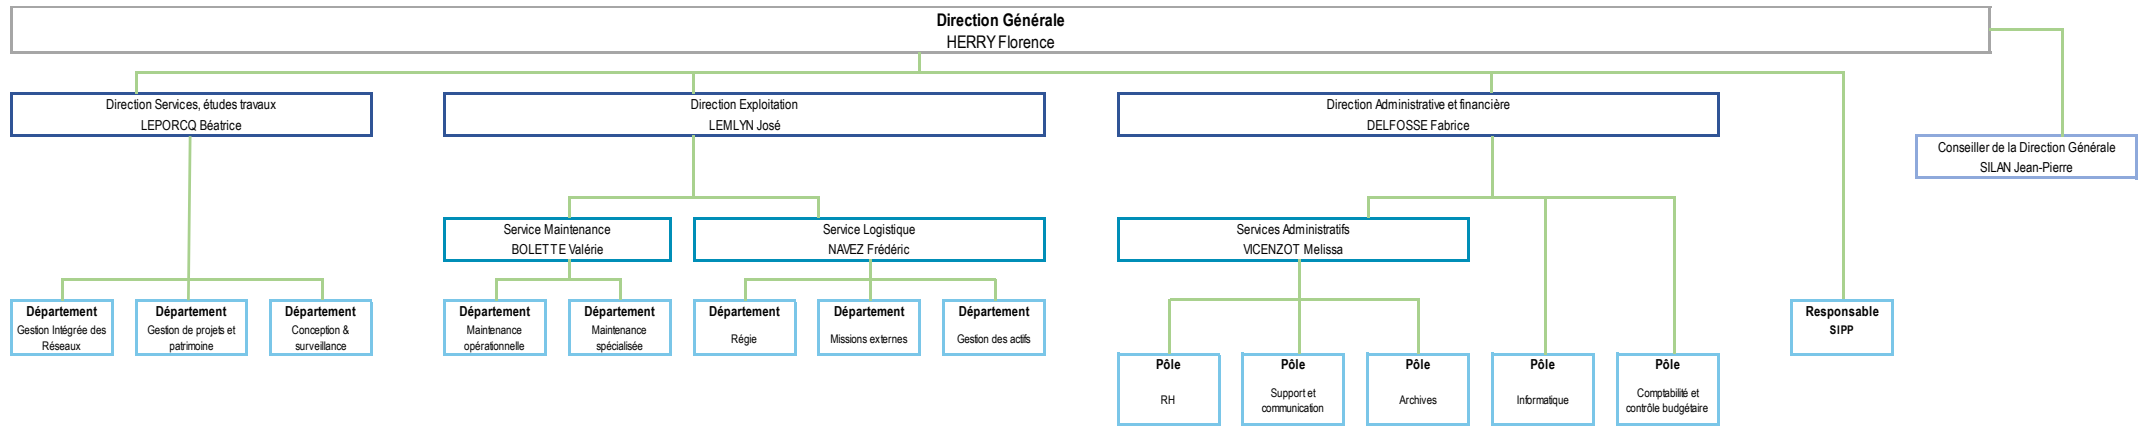 Direction Générale
HERRY Florence
Direction Services, études travaux
LEPORCQ Béatrice
Direction Exploitation
LEMLYN José
Direction Administrative et financière
DELFOSSE Fabrice
Conseiller de la Direction Générale
SILAN Jean-Pierre
Service Maintenance
BOLETTE Valérie
Service Logistique
NAVEZ Frédéric
Services Administratifs
VICENZOT Melissa
Département
Gestion Intégrée des
Réseaux
Département
Gestion de projets et
patrimoine
Département
Conception &
surveillance
Département
Maintenance
opérationnelle
Département
Maintenance
spécialisée
Département
Régie
Département
Missions externes
Département
Gestion des actifs
Responsable
SIPP
Pôle
RH
Pôle
Support et
communication
Pôle
Archives
Pôle
Informatique
Pôle
Comptabilité et
contrôle budgétaire